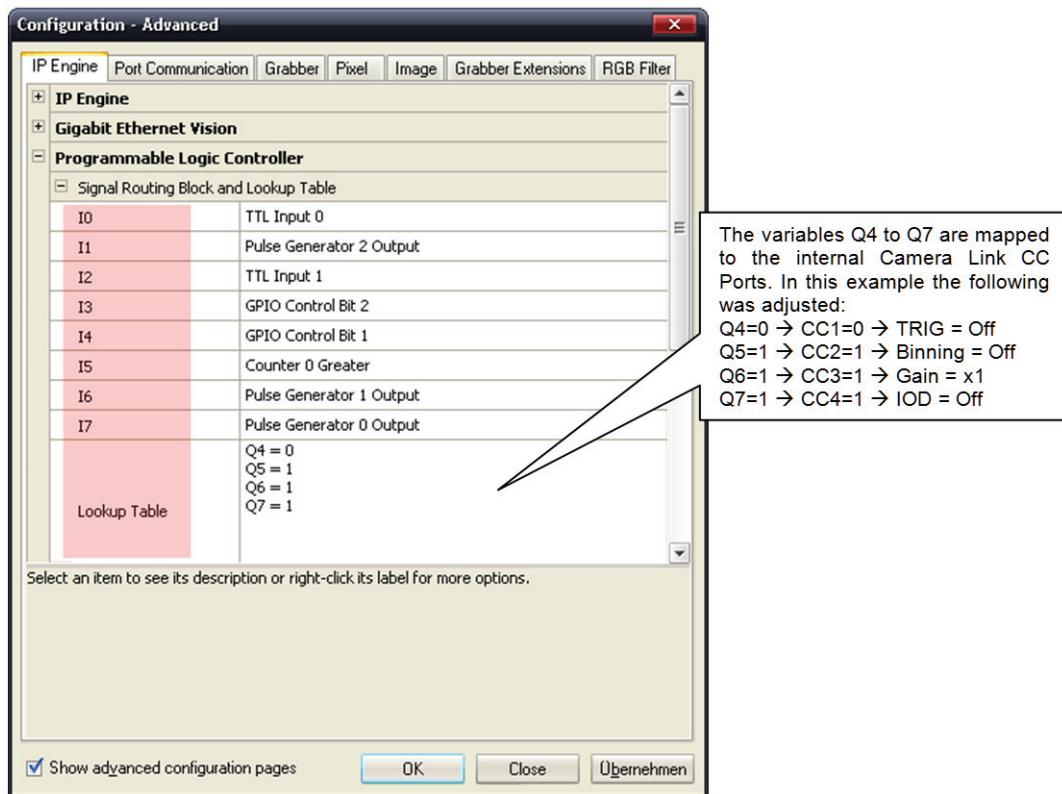 Configuration - Advanced
IP Engine Port Communication Grabber Pixel Image Grabber Extensions RGB Filter
IP Engine
Gigabit Ethernet Vision
Programmable Logic Controller
Signal Routing Block and Lookup Table
I0 TTL Input 0
I1 Pulse Generator 2 Output
I2 TTL Input 1
I3 GPIO Control Bit 2
I4 GPIO Control Bit 1
I5 Counter 0 Greater
I6 Pulse Generator 1 Output
I7 Pulse Generator 0 Output
Lookup Table
Q4 = 0
Q5 = 1
Q6 = 1
Q7 = 1
Select an item to see its description or right-click its label for more options.
Show advanced configuration pages
OK Close Übernehmen
The variables Q4 to Q7 are mapped
to the internal Camera Link CC
Ports. In this example the following
was adjusted:
Q4=0 → CC1=0 → TRIG = Off
Q5=1 → CC2=1 → Binning = Off
Q6=1 → CC3=1 → Gain = x1
Q7=1 → CC4=1 → IOD = Off